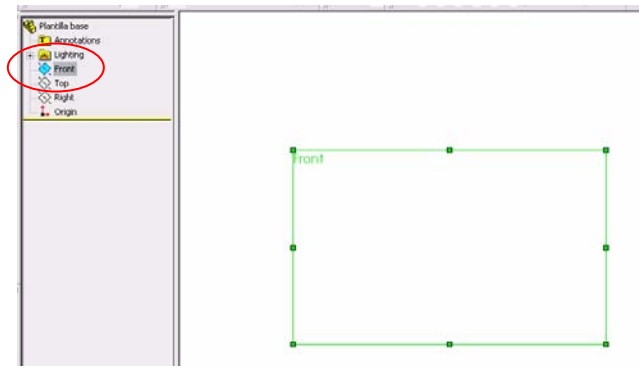 Plantilla base
Annotations
Lighting
Front
Top
Right
Origin
Front